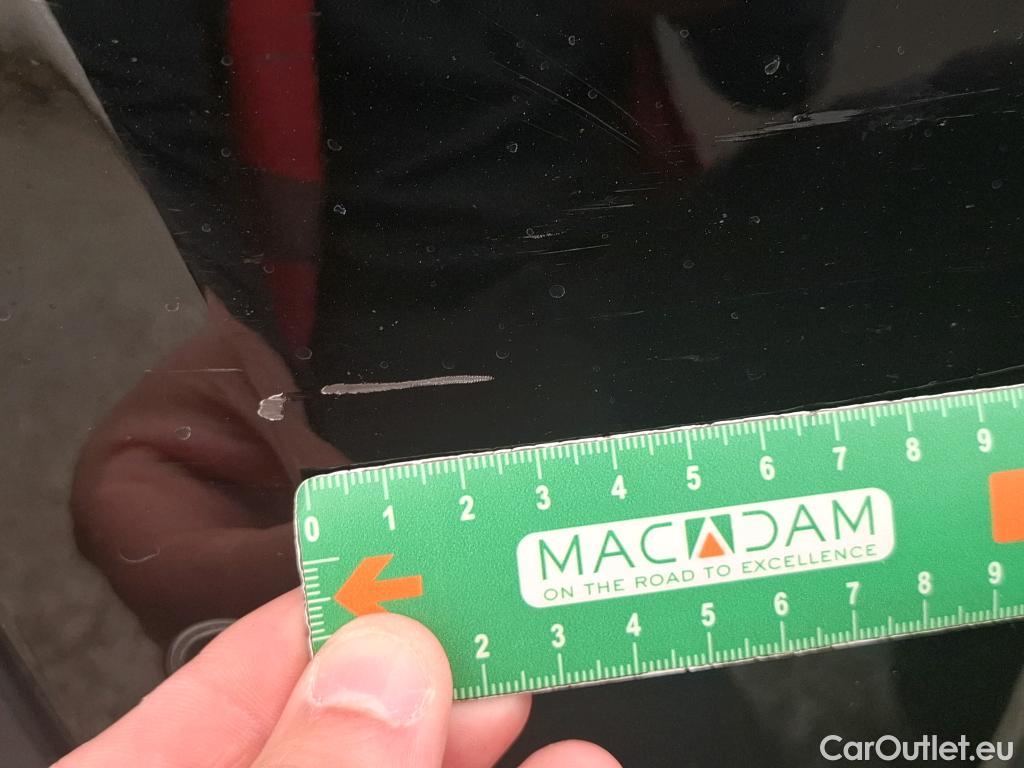 0 1 2 3 4 5 6 7 8 9
MACADAM
ON THE ROAD TO EXCELLENCE
2 3 4 5 6 7 8 9
CarOutlet.eu